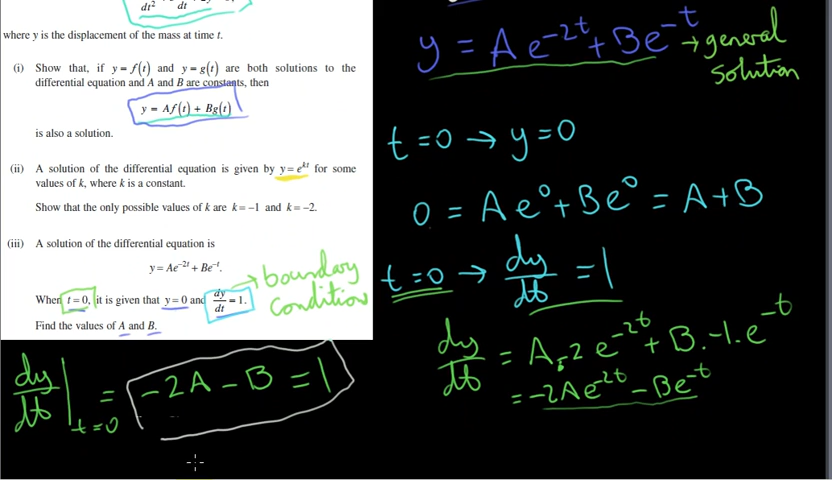 where y is the displacement of the mass at time t.
(i) Show that, if y = f(t) and y = g(t) are both solutions to the
differential equation and A and B are constants, then
y = Af(t) + Bg(t)
is also a solution.
(ii) A solution of the differential equation is given by y = e^{kt} for some
values of k, where k is a constant.
Show that the only possible values of k are k = −1 and k = −2.
(iii) A solution of the differential equation is
y = Ae^{−2t} + Be^{−t}.
When t = 0, it is given that y = 0 and dy/dt = 1.
Find the values of A and B.
boundary
condition
y = Ae^{-2t} + Be^{-t} → general
solution
t = 0 → y = 0
0 = Ae^0 + Be^0 = A + B
t = 0 → dy/dt = 1
dy/dt = A.-2e^{-2t} + B.-1.e^{-t}
= -2Ae^{-2t} - Be^{-t}
dy/dt |t=0 = -2A - B = 1